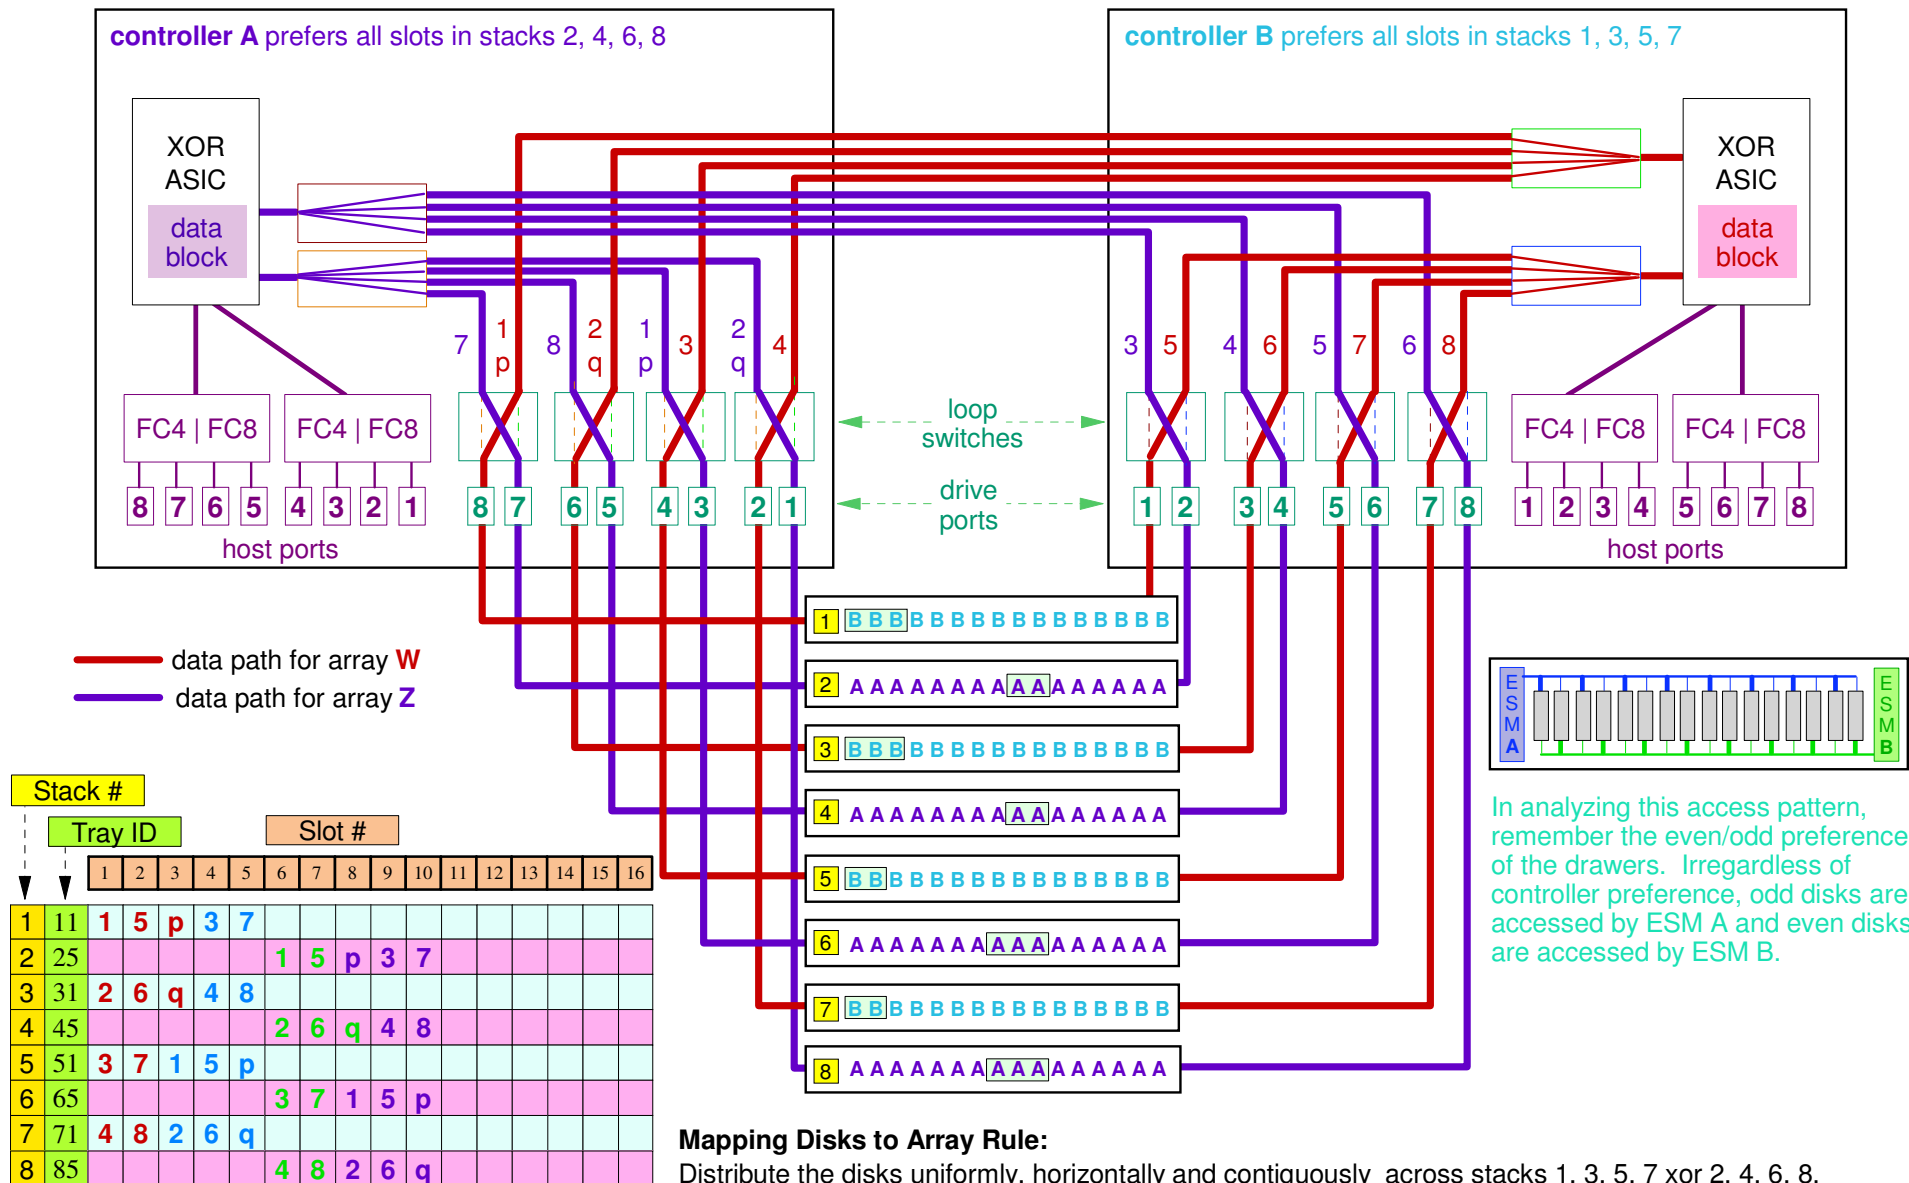 controller A prefers all slots in stacks 2, 4, 6, 8
controller B prefers all slots in stacks 1, 3, 5, 7
XOR
ASIC
data
block
XOR
ASIC
data
block
7 1 p 8 2 q 1 p 3 2 q 4
3 5 4 6 5 7 6 8
FC4 | FC8
FC4 | FC8
loop
switches
FC4 | FC8
FC4 | FC8
8 7 6 5 4 3 2 1
host ports
8 7 6 5 4 3 2 1
drive
ports
1 2 3 4 5 6 7 8
1 2 3 4 5 6 7 8
host ports
1 B B B B B B B B B B B B B B B B
2 A A A A A A A A A A A A A A A A
3 B B B B B B B B B B B B B B B B
4 A A A A A A A A A A A A A A A A
5 B B B B B B B B B B B B B B B B
6 A A A A A A A A A A A A A A A A
7 B B B B B B B B B B B B B B B B
8 A A A A A A A A A A A A A A A A
data path for array W
data path for array Z
ESM A
ESM B
In analyzing this access pattern,
remember the even/odd preference
of the drawers. Irregardless of
controller preference, odd disks are
accessed by ESM A and even disks
are accessed by ESM B.
Stack #
Tray ID
Slot #
1 2 3 4 5 6 7 8 9 10 11 12 13 14 15 16
1 11 1 5 p 3 7
2 25 1 5 p 3 7
3 31 2 6 q 4 8
4 45 2 6 q 4 8
5 51 3 7 1 5 p
6 65 3 7 1 5 p
7 71 4 8 2 6 q
8 85 4 8 2 6 q
Mapping Disks to Array Rule:
Distribute the disks uniformly, horizontally and contiguously across stacks 1, 3, 5, 7 xor 2, 4, 6, 8.